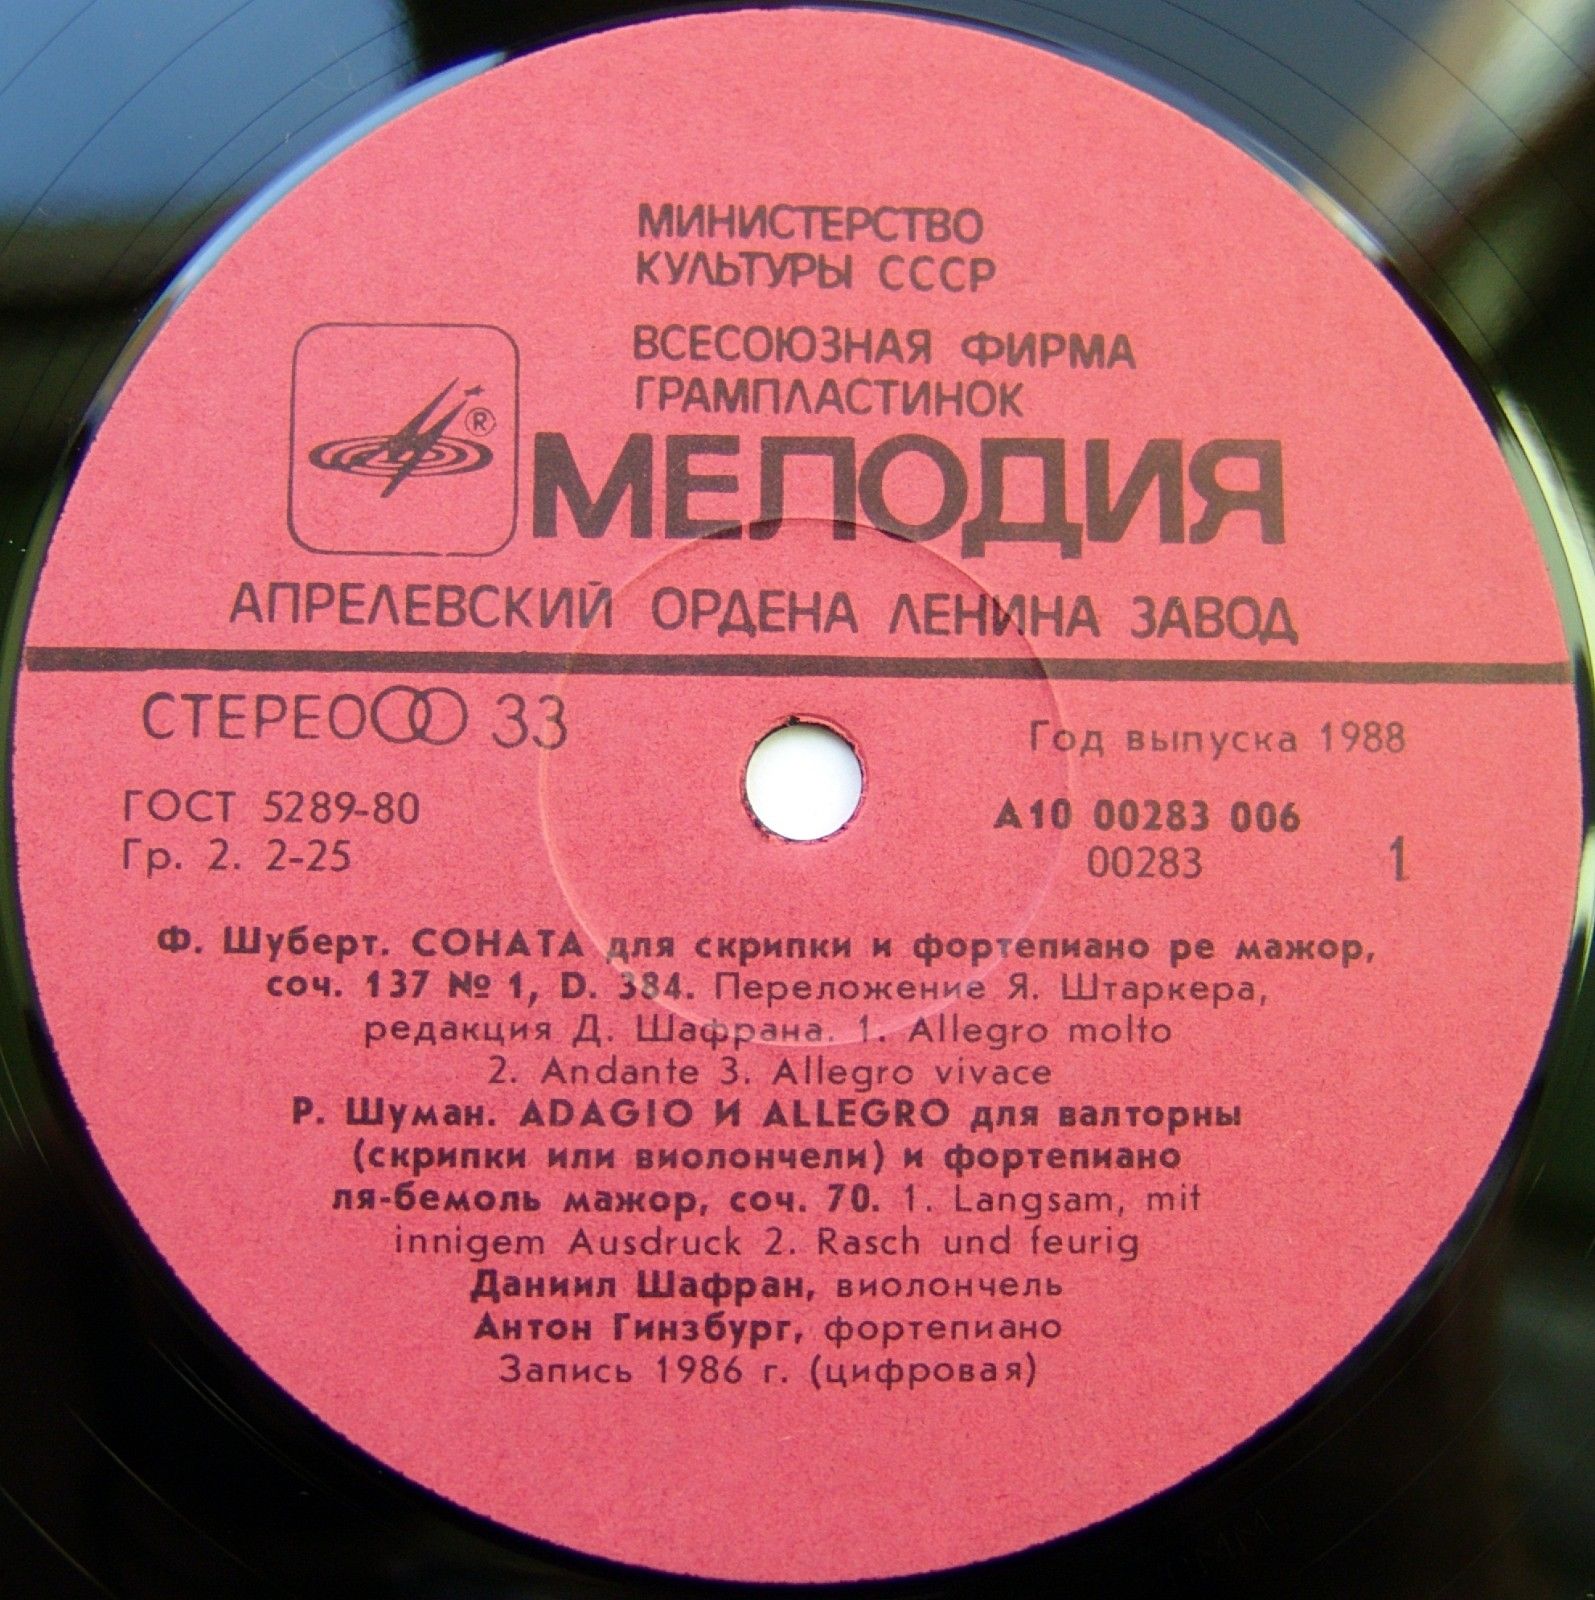 МИНИСТЕРСТВО
КУЛЬТУРЫ СССР
ВСЕСОЮЗНАЯ ФИРМА
ГРАМПЛАСТИНОК
®
МЕЛОДИЯ
АПРЕЛЕВСКИЙ ОРДЕНА ЛЕНИНА ЗАВОД
СТЕРЕО 33
Год выпуска 1988
ГОСТ 5289-80
А10 00283 006
Гр. 2. 2-25
00283 1
Ф. Шуберт. СОНАТА для скрипки и фортепиано ре мажор,
соч. 137 № 1, D. 384. Переложение Я. Штаркера,
редакция Д. Шафрана. 1. Allegro molto
2. Andante 3. Allegro vivace
Р. Шуман. ADAGIO И ALLEGRO для валторны
(скрипки или виолончели) и фортепиано
ля-бемоль мажор, соч. 70. 1. Langsam, mit
innigem Ausdruck 2. Rasch und feurig
Даниил Шафран, виолончель
Антон Гинзбург, фортепиано
Запись 1986 г. (цифровая)